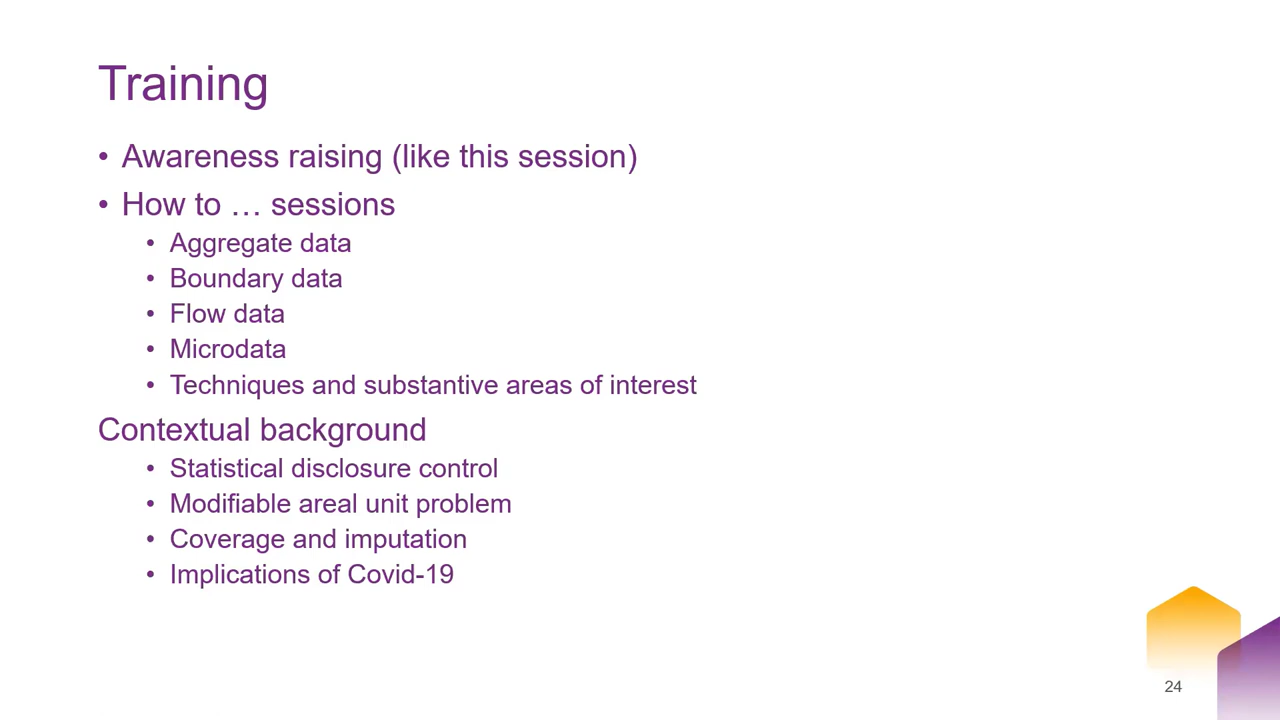 Training
• Awareness raising (like this session)
• How to … sessions
• Aggregate data
• Boundary data
• Flow data
• Microdata
• Techniques and substantive areas of interest
Contextual background
• Statistical disclosure control
• Modifiable areal unit problem
• Coverage and imputation
• Implications of Covid-19
24